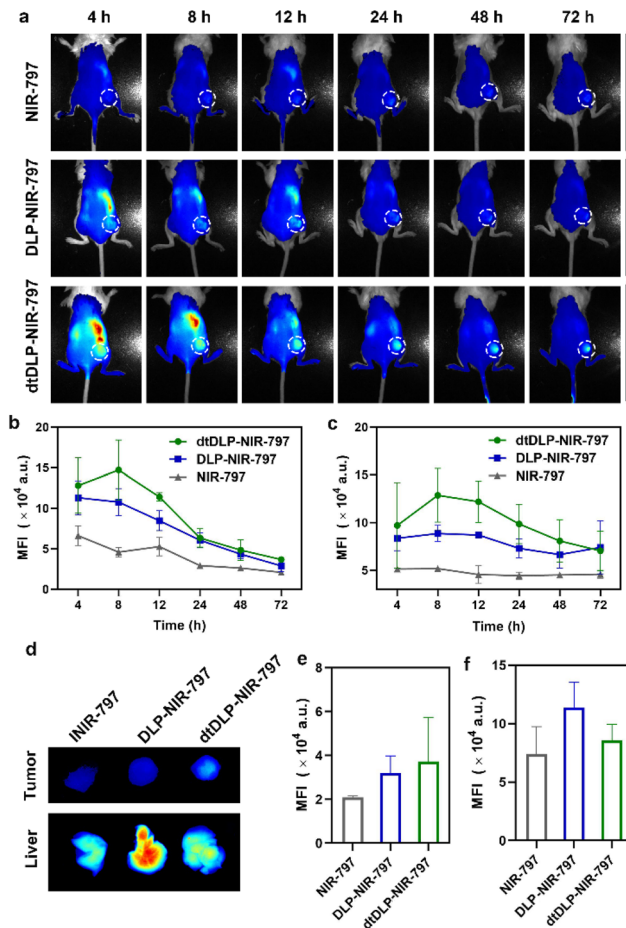 a
4 h 8 h 12 h 24 h 48 h 72 h
NIR-797
DLP-NIR-797
dtDLP-NIR-797
b
MFI ( × 10⁴ a.u.)
20
15
10
5
0
dtDLP-NIR-797
DLP-NIR-797
NIR-797
4 8 12 24 48 72
Time (h)
c
MFI ( × 10⁴ a.u.)
20
15
10
5
dtDLP-NIR-797
DLP-NIR-797
NIR-797
4 8 12 24 48 72
Time (h)
d
INIR-797
DLP-NIR-797
dtDLP-NIR-797
Tumor
Liver
e
MFI ( × 10⁴ a.u.)
8
6
4
2
0
NIR-797
DLP-NIR-797
dtDLP-NIR-797
f
MFI ( × 10⁴ a.u.)
15
10
5
0
NIR-797
DLP-NIR-797
dtDLP-NIR-797